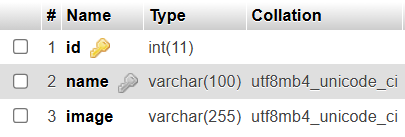 # Name Type Collation
1 id int(11)
2 name varchar(100) utf8mb4_unicode_ci
3 image varchar(255) utf8mb4_unicode_ci